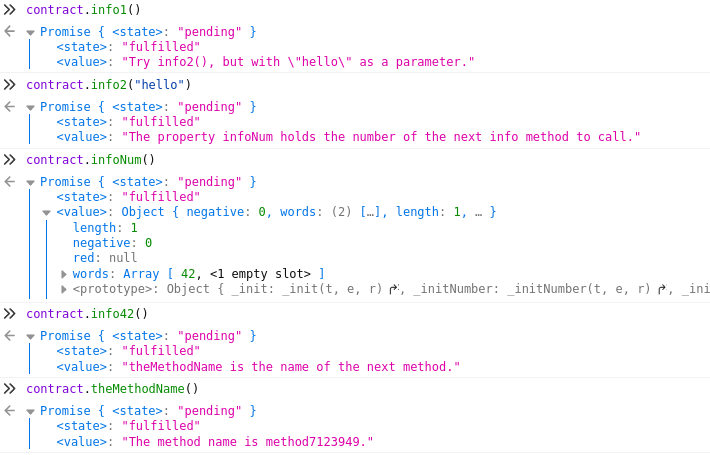 contract.info1()
Promise { <state>: "pending" }
<state>: "fulfilled"
<value>: "Try info2(), but with \"hello\" as a parameter."
contract.info2("hello")
Promise { <state>: "pending" }
<state>: "fulfilled"
<value>: "The property infoNum holds the number of the next info method to call."
contract.infoNum()
Promise { <state>: "pending" }
<state>: "fulfilled"
<value>: Object { negative: 0, words: (2) […], length: 1, … }
length: 1
negative: 0
red: null
words: Array [ 42, <1 empty slot> ]
<prototype>: Object { _init: _init(t, e, r), _initNumber: _initNumber(t, e, r), _ini
contract.info42()
Promise { <state>: "pending" }
<state>: "fulfilled"
<value>: "theMethodName is the name of the next method."
contract.theMethodName()
Promise { <state>: "pending" }
<state>: "fulfilled"
<value>: "The method name is method7123949."